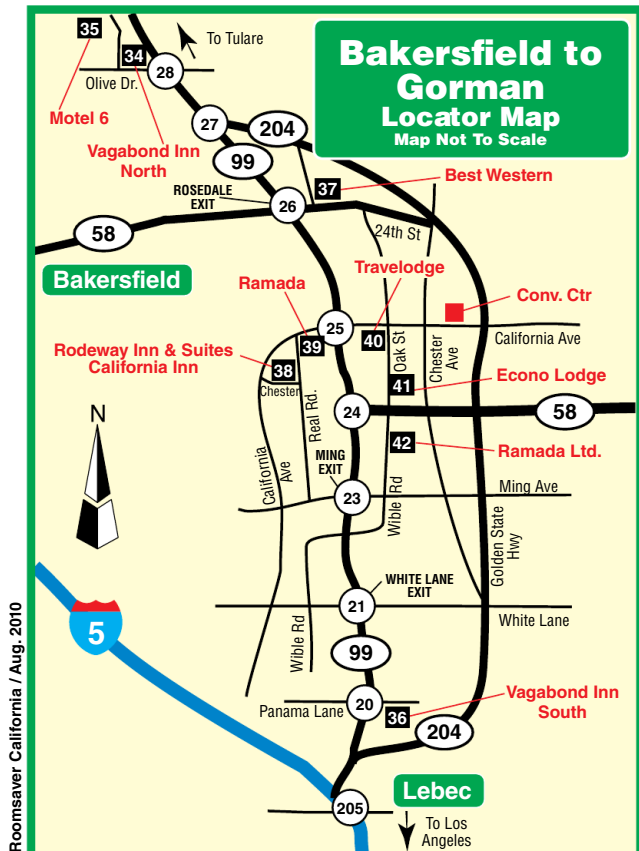 35
To Tulare
34
28
Olive Dr.
Motel 6
Vagabond Inn
North
Bakersfield to
Gorman
Locator Map
Map Not To Scale
27
204
99
37
Best Western
ROSEDALE
EXIT
26
58
24th St
Bakersfield
Travelodge
Ramada
Conv. Ctr
25
39
40
California Ave
Rodeway Inn & Suites
California Inn
38
Chester
Real Rd.
Oak St
Chester
Ave
41
Econo Lodge
24
58
N
42
Ramada Ltd.
California
Ave
MING
EXIT
23
Ming Ave
Wible Rd
Golden State
Hwy
5
WHITE LANE
EXIT
21
White Lane
Wible Rd
99
Panama Lane
20
36
Vagabond Inn
South
204
Lebec
205
To Los
Angeles
Roomsaver California / Aug. 2010